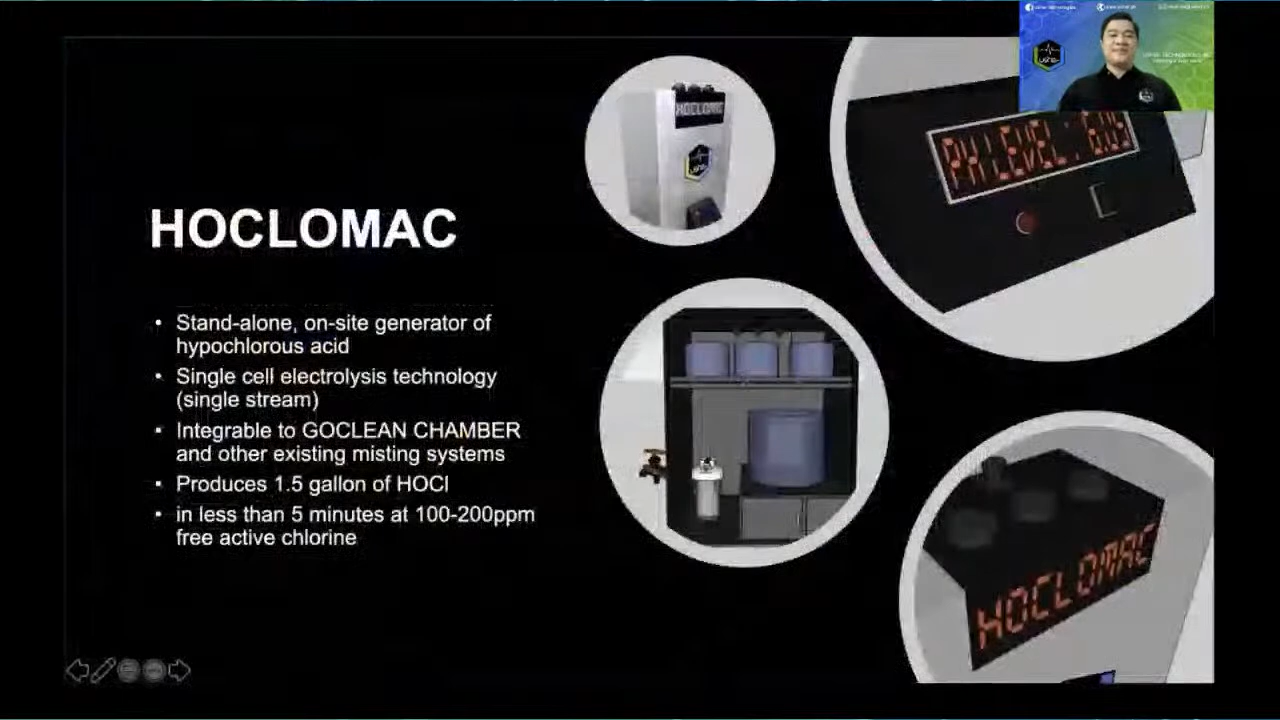 HOCLOMAC
• Stand-alone, on-site generator of
hypochlorous acid
• Single cell electrolysis technology
(single stream)
• Integrable to GOCLEAN CHAMBER
and other existing misting systems
• Produces 1.5 gallon of HOCl
• in less than 5 minutes at 100-200ppm
free active chlorine
HOCLOMAC
PH LEVEL : 6.05
HOCLOMAC